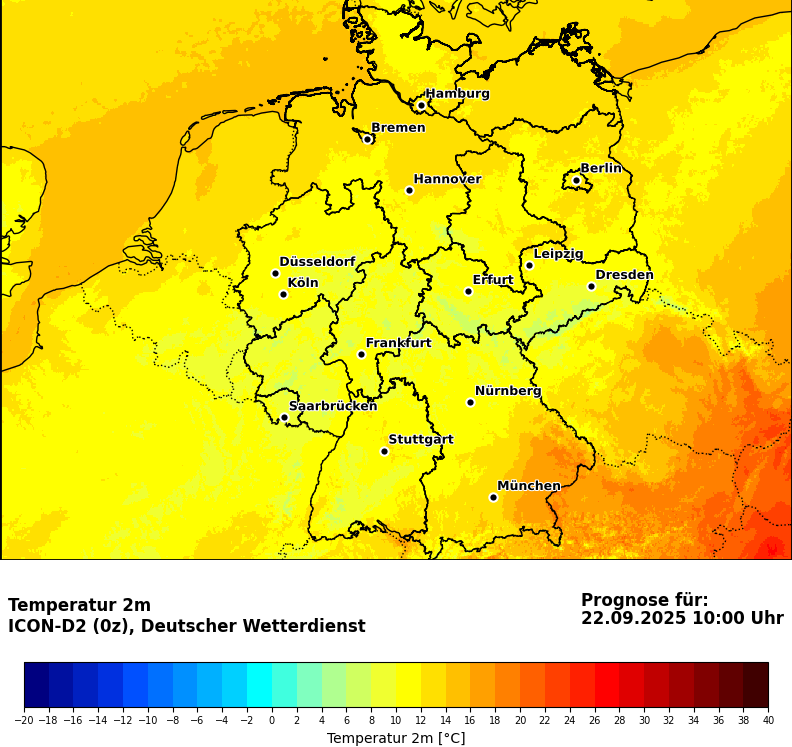 Hamburg
Bremen
Hannover
Berlin
Düsseldorf
Köln
Leipzig
Erfurt
Dresden
Frankfurt
Nürnberg
Saarbrücken
Stuttgart
München
Temperatur 2m
ICON-D2 (0z), Deutscher Wetterdienst
Prognose für:
22.09.2025 10:00 Uhr
−20 −18 −16 −14 −12 −10 −8 −6 −4 −2 0 2 4 6 8 10 12 14 16 18 20 22 24 26 28 30 32 34 36 38 40
Temperatur 2m [°C]